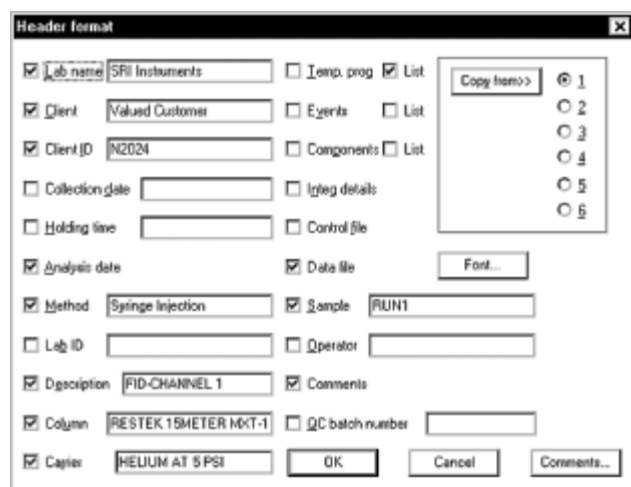 Header format
Lab name SRI Instruments Temp. prog List Copy from>> 1
Client Valued Customer Events List 2
Client ID N2024 Components List 3
4
Collection date Integ details 5
Holding time Control file 6
Analysis date Data file Font...
Method Syringe Injection Sample RUN1
Lab ID Operator
Description FID-CHANNEL 1 Comments
Column RESTEK 15METER MXT-1 QC batch number
Carrier HELIUM AT 5 PSI OK Cancel Comments...